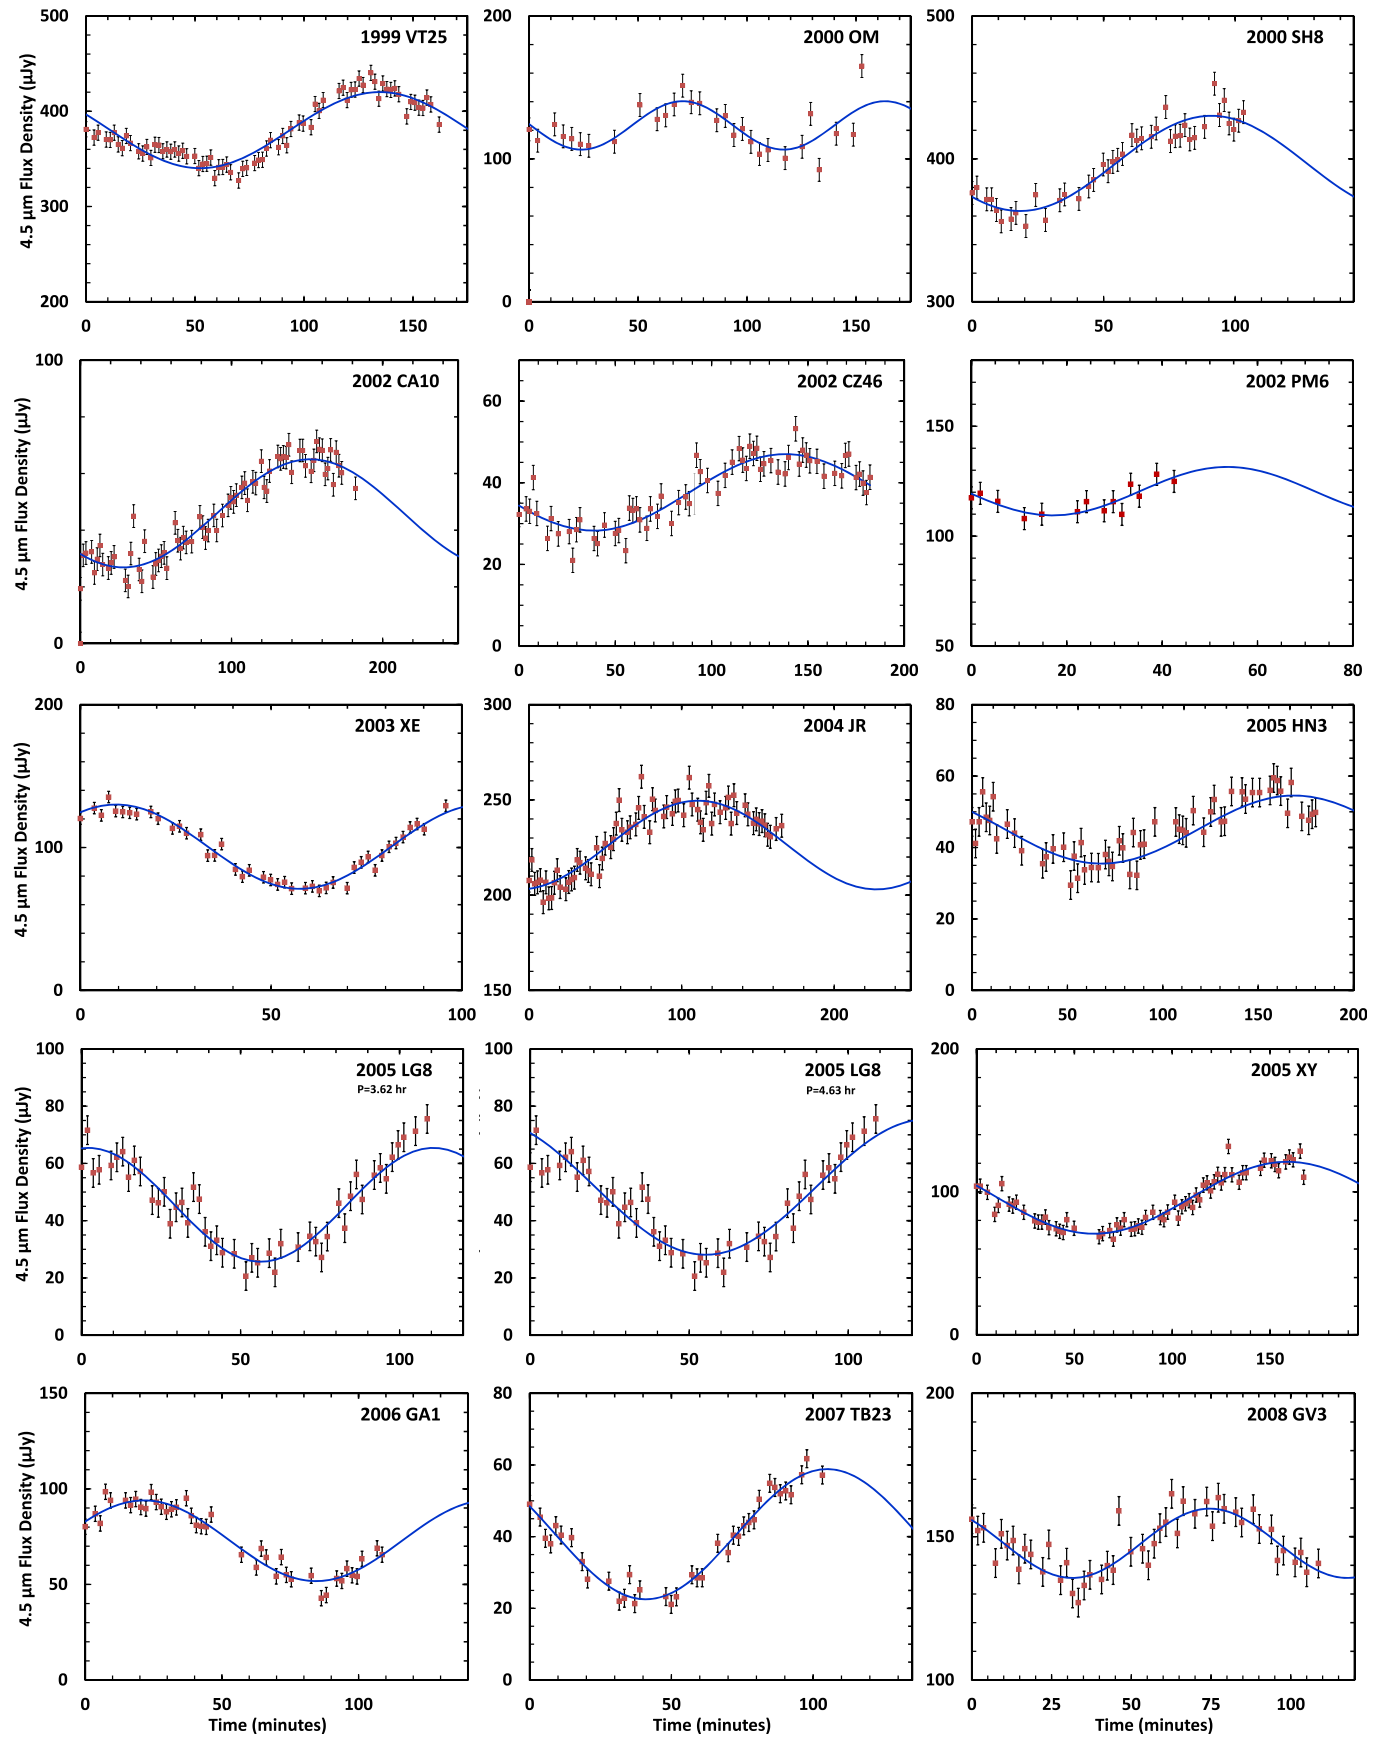 500 200 500
1999 VT25 2000 OM 2000 SH8
4.5 µm Flux Density (µJy)
400 100 400
300
200 0 300
0 50 100 150 0 50 100 150 0 50 100
100
2002 CA10 2002 CZ46 2002 PM6
4.5 µm Flux Density (µJy)
60 150
40
100
20
0 0 50
0 100 200 0 50 100 150 200 0 20 40 60 80
200 300 80
2003 XE 2004 JR 2005 HN3
4.5 µm Flux Density (µJy)
250 60
100 40
200
20
0 150 0
0 50 100 0 100 200 0 50 100 150 200
100 100 200
2005 LG8 2005 LG8 2005 XY
P=3.62 hr P=4.63 hr
4.5 µm Flux Density (µJy)
80 80
60 60
100
40 40
20 20
0 0 0
0 50 100 0 50 100 0 50 100 150
150 80 200
2006 GA1 2007 TB23 2008 GV3
4.5 µm Flux Density (µJy)
100 60
40 150
50
20
0 0 100
0 50 100 0 50 100 0 25 50 75 100
Time (minutes) Time (minutes) Time (minutes)